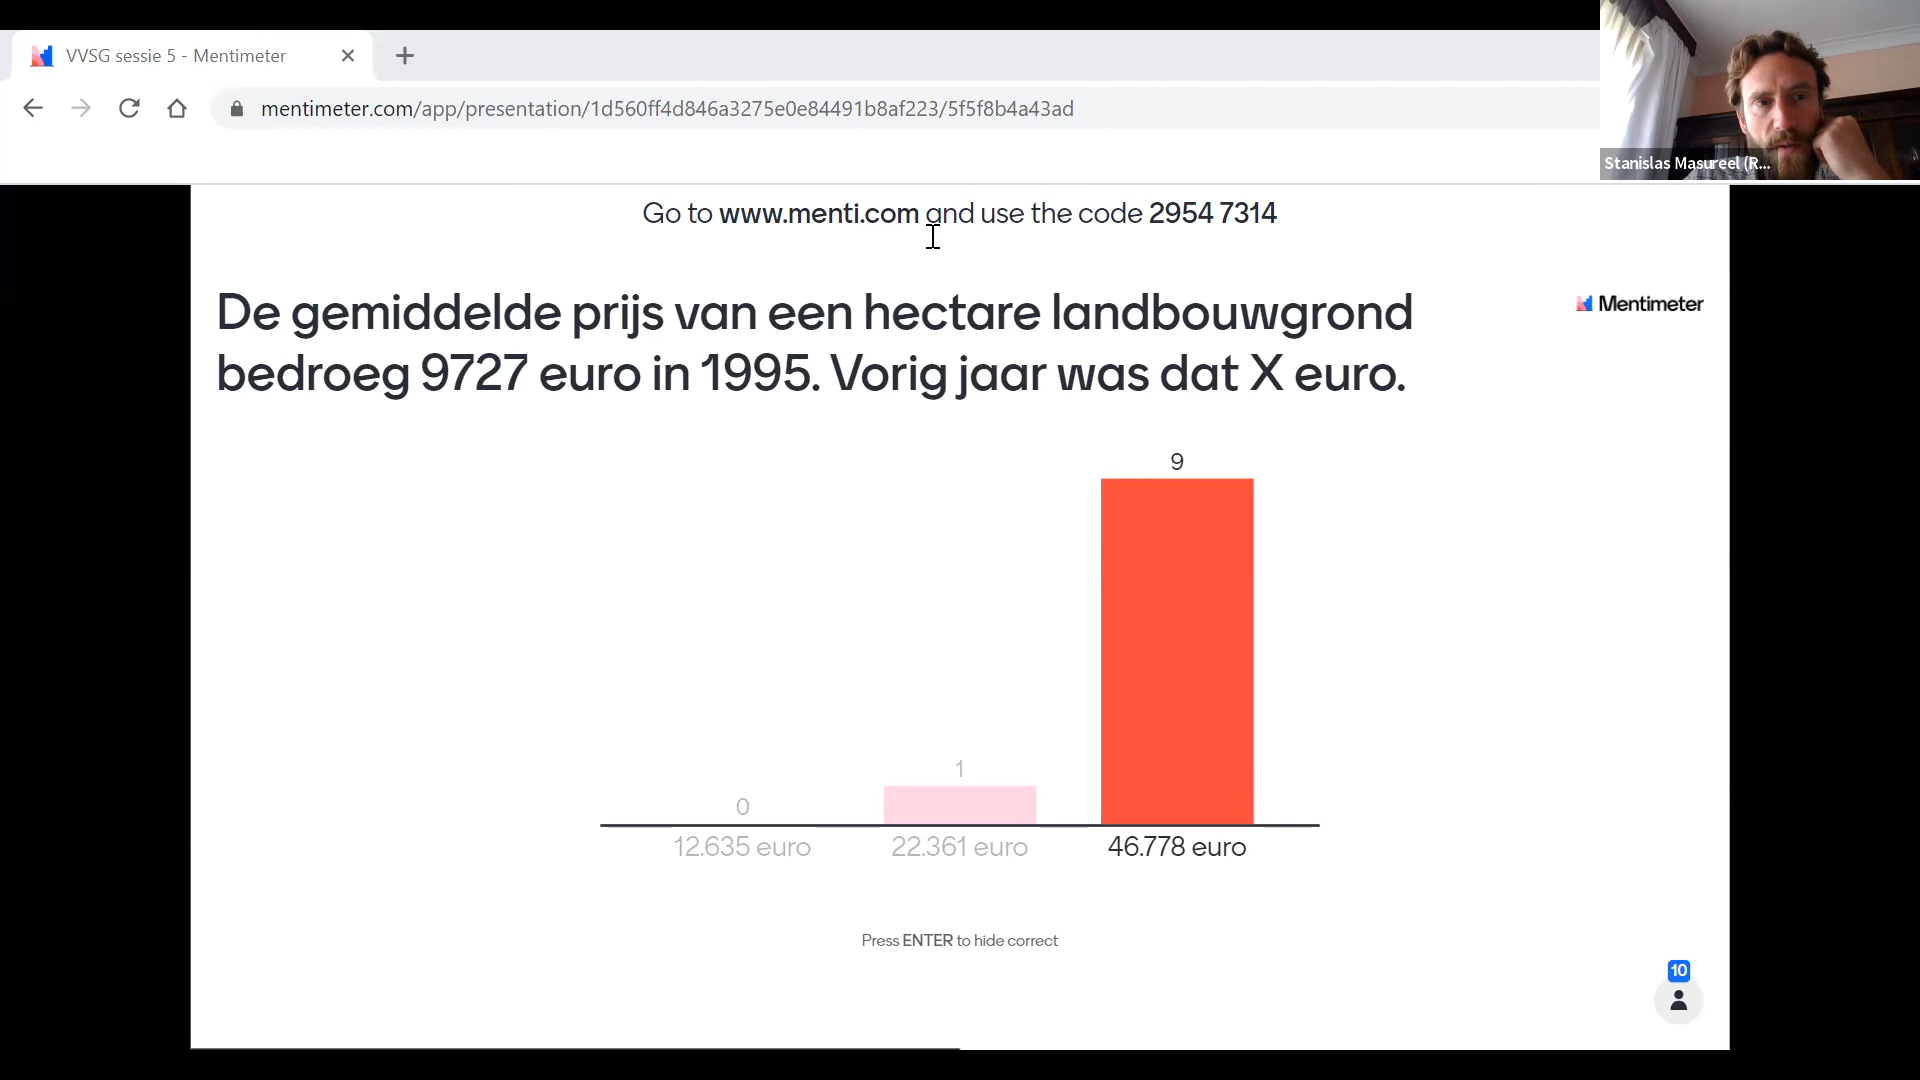 VVSG sessie 5 - Mentimeter
mentimeter.com/app/presentation/1d560ff4d846a3275e0e84491b8af223/5f5f8b4a43ad
Stanislas Masureel (R...
Go to www.menti.com and use the code 2954 7314
De gemiddelde prijs van een hectare landbouwgrond
bedroeg 9727 euro in 1995. Vorig jaar was dat X euro.
Mentimeter
9
1
0
12.635 euro 22.361 euro 46.778 euro
Press ENTER to hide correct
10